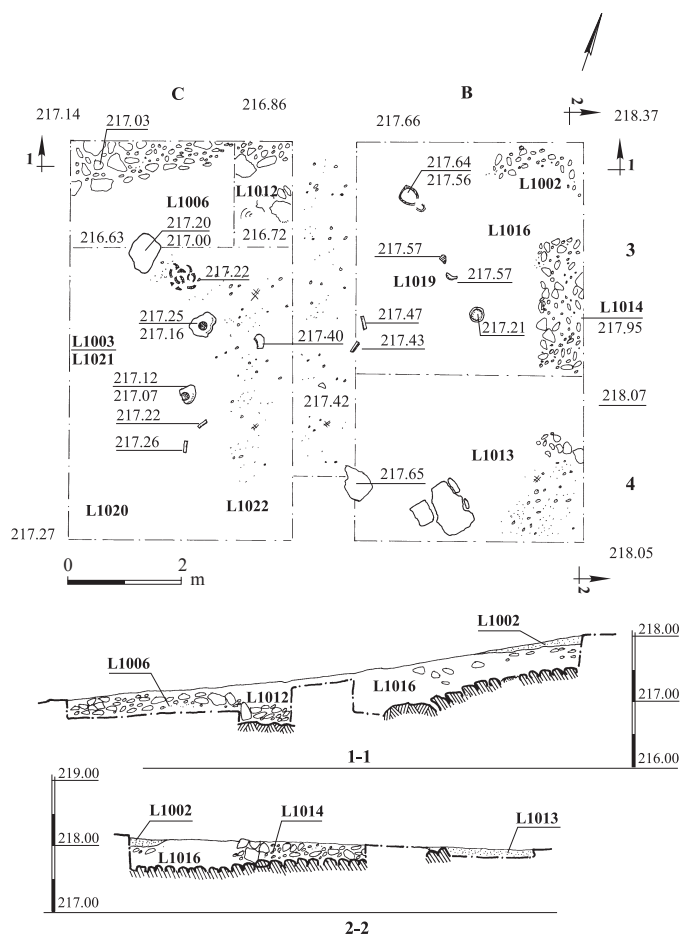 C
B
2
217.14
217.03
216.86
217.66
218.37
1
1
217.64
217.56
L1002
L1012
L1006
217.20
217.00
216.63
216.72
L1016
3
217.22
217.57
217.57
L1019
217.25
217.16
217.40
217.47
217.43
217.21
L1014
217.95
L1003
L1021
217.12
217.07
217.42
218.07
217.22
217.26
L1013
217.65
4
L1020
L1022
217.27
218.05
0
2
m
2
L1002
218.00
L1006
L1012
L1016
217.00
1-1
216.00
219.00
L1002
L1014
L1013
218.00
L1016
217.00
2-2